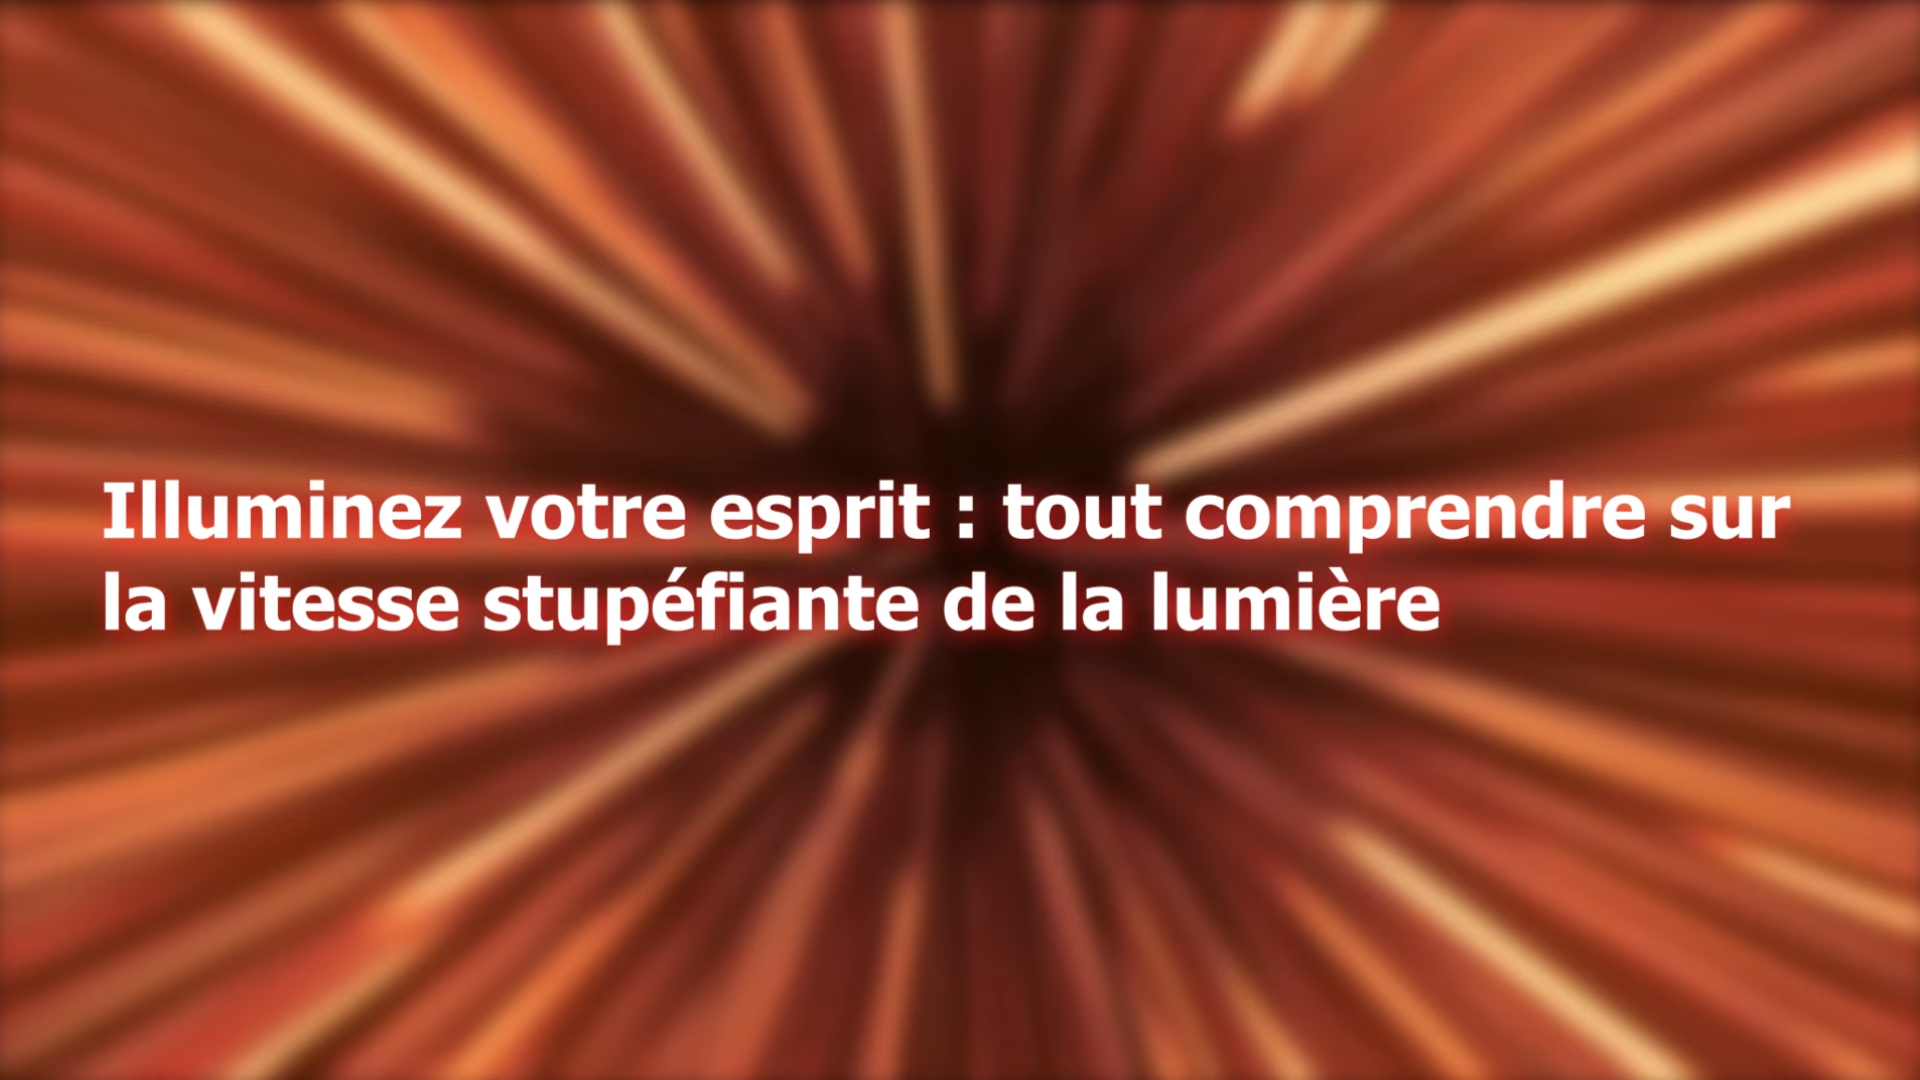 Illuminez votre esprit : tout comprendre sur
la vitesse stupéfiante de la lumière